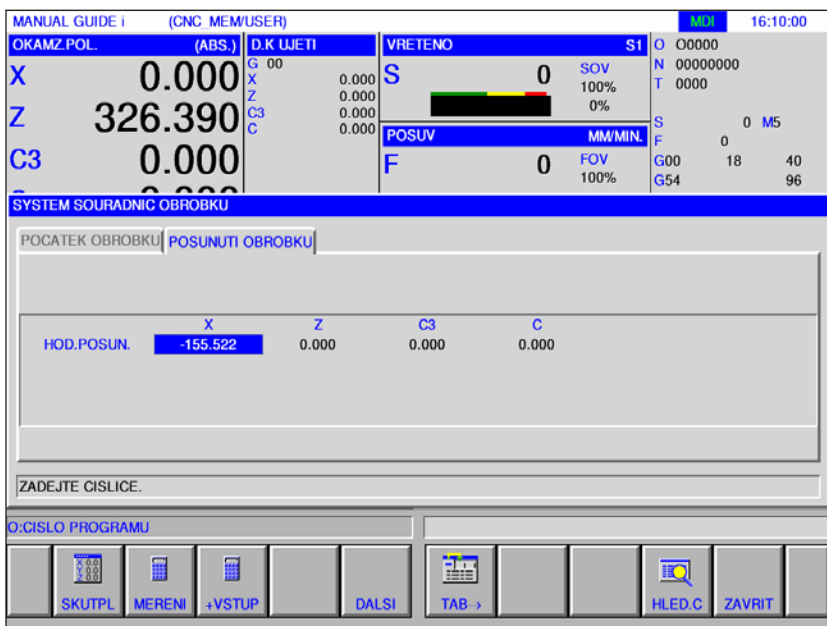 MANUAL GUIDE i (CNC_MEM/USER) MDI 16:10:00
OKAMZ.POL. (ABS.)
X 0.000
Z 326.390
C3 0.000
D.K UJETI
G 00
X 0.000
Z 0.000
C3 0.000
C 0.000
VRETENO S1
S 0 SOV
100%
0%
POSUV MM/MIN.
F 0 FOV
100%
O O0000
N 00000000
T 0000
S 0 M5
F 0
G00 18 40
G54 96
SYSTEM SOURADNIC OBROBKU
POCATEK OBROBKU POSUNUTI OBROBKU
X Z C3 C
HOD.POSUN. -155.522 0.000 0.000 0.000
ZADEJTE CISLICE.
O:CISLO PROGRAMU
SKUTPL MERENI +VSTUP DALSI TAB→ HLED.C ZAVRIT